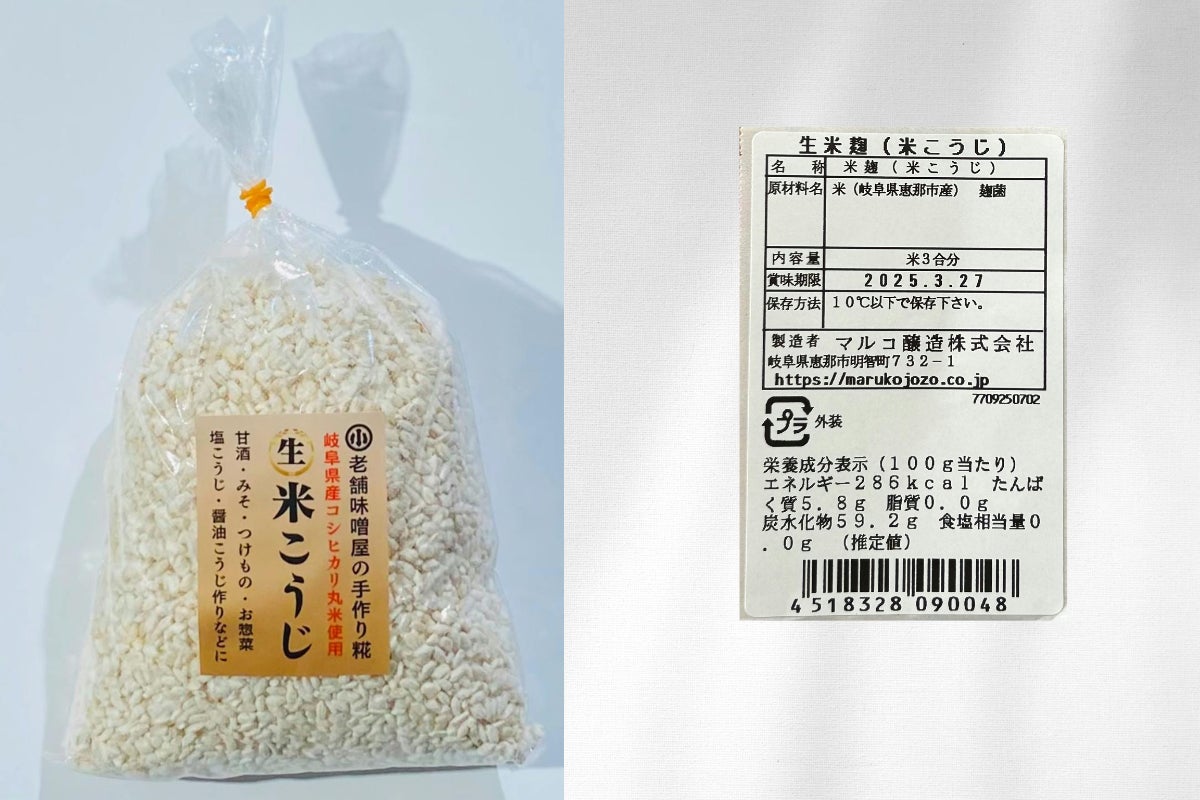 ㋛老舗味噌屋の手作り糀
岐阜県産コシヒカリ丸米使用
生米こうじ
甘酒・みそ・つけもの・お惣菜
塩こうじ・醤油こうじ作りなどに
生米麹(米こうじ)
名 称 米麹(米こうじ)
原材料名 米(岐阜県恵那市産) 麹菌
内容量 米3合分
賞味期限 2025.3.27
保存方法 10℃以下で保存下さい。
製造者 マルコ醸造株式会社
岐阜県恵那市明智町732-1
https://marukojozo.co.jp
7709250702
プラ 外装
栄養成分表示(100g当たり)
エネルギー286kcal たんぱ
く質5.8g 脂質0.0g
炭水化物59.2g 食塩相当量0
.0g (推定値)
4 518328 090048